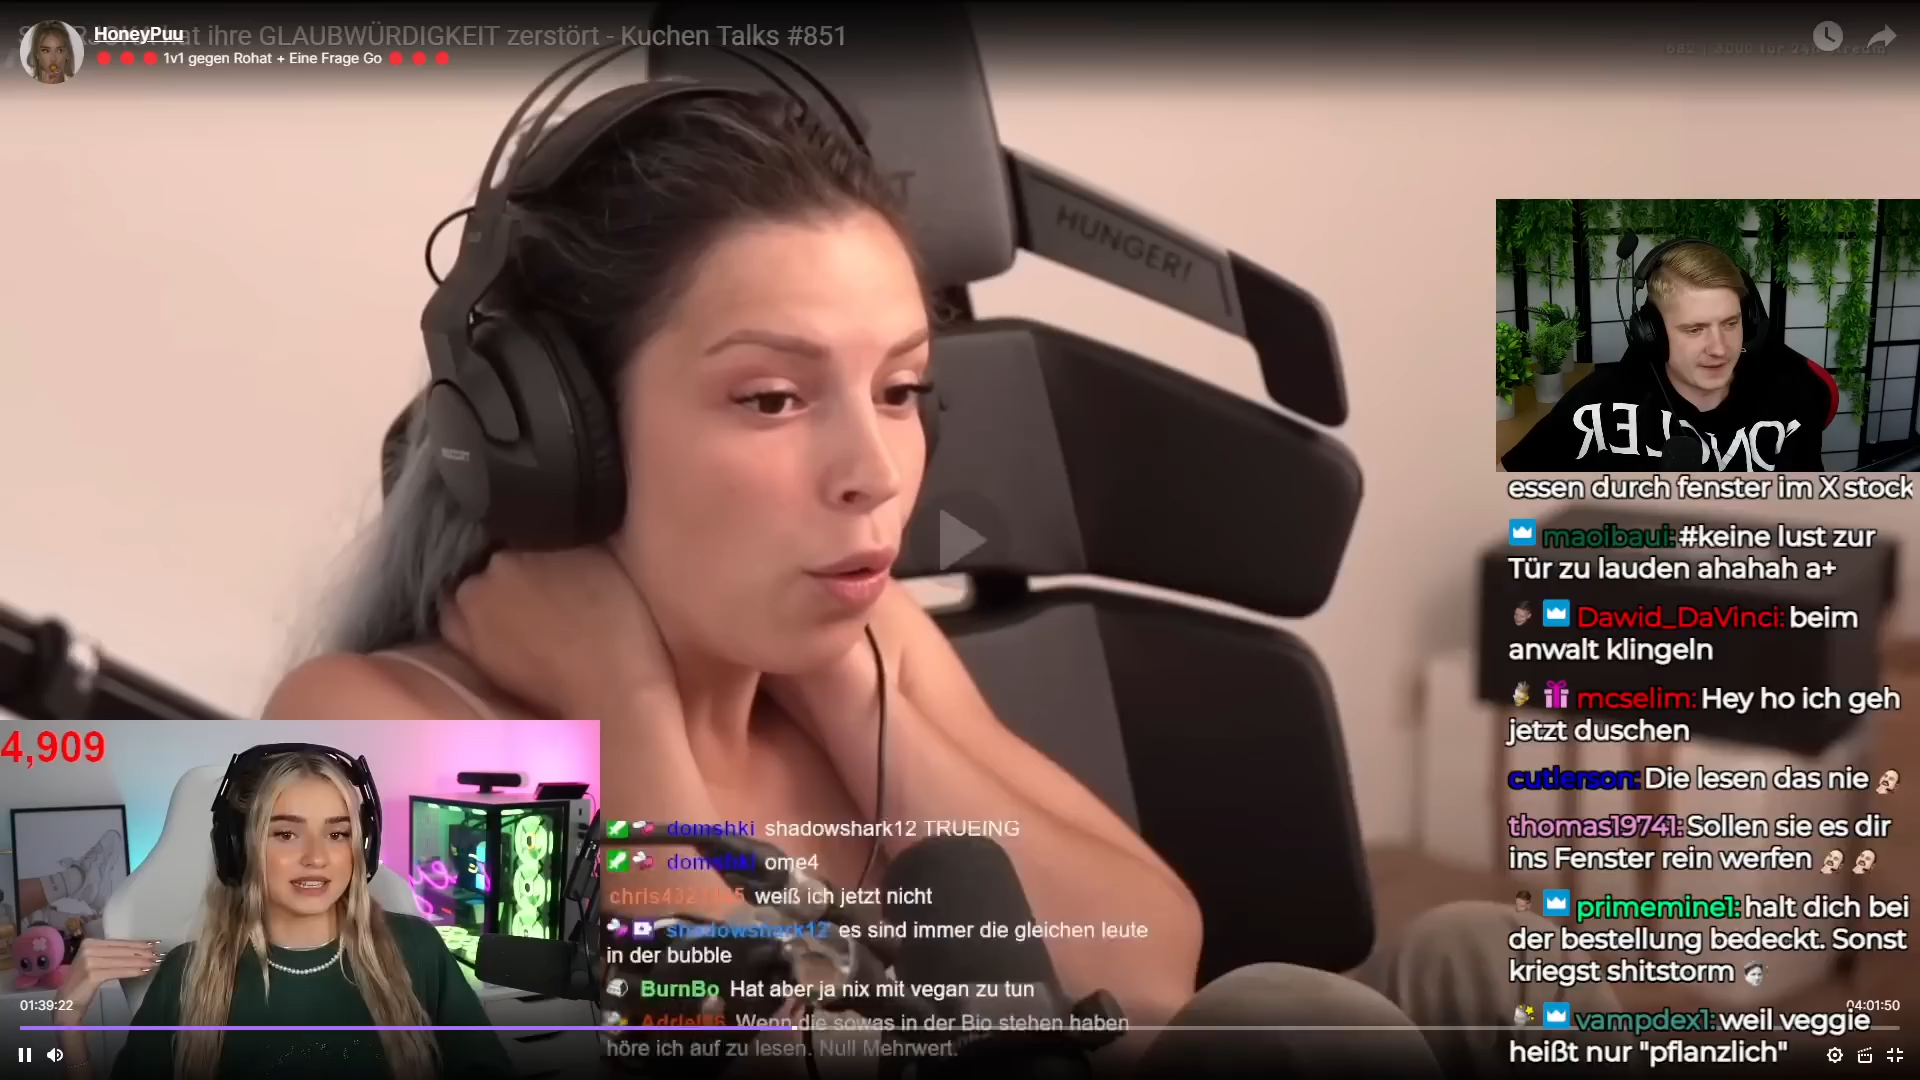 hat ihre GLAUBWÜRDIGKEIT zerstört - Kuchen Talks #851
HoneyPuu
1v1 gegen Rohat + Eine Frage Go
HUNGER!
essen durch fenster im X stock
maoibaui: #keine lust zur
Tür zu lauden ahahah a+
Dawid_DaVinci: beim
anwalt klingeln
mcselim: Hey ho ich geh
jetzt duschen
cutlerson: Die lesen das nie
thomas19741: Sollen sie es dir
ins Fenster rein werfen
primemine1: halt dich bei
der bestellung bedeckt. Sonst
kriegst shitstorm
vampdex1: weil veggie
heißt nur "pflanzlich"
4,909
domshki shadowshark12 TRUEING
domshki ome4
weiß ich jetzt nicht
shadowshark12 es sind immer die gleichen leute
in der bubble
BurnBo Hat aber ja nix mit vegan zu tun
Wenn die sowas in der Bio stehen haben
höre ich auf zu lesen. Null Mehrwert.
01:39:22
04:01:50